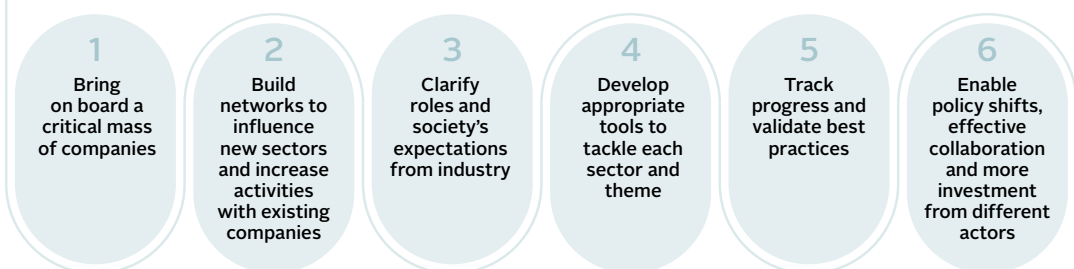 1
Bring
on board a
critical mass
of companies
2
Build
networks to
influence
new sectors
and increase
activities
with existing
companies
3
Clarify
roles and
society's
expectations
from industry
4
Develop
appropriate
tools to
tackle each
sector and
theme
5
Track
progress and
validate best
practices
6
Enable
policy shifts,
effective
collaboration
and more
investment
from different
actors